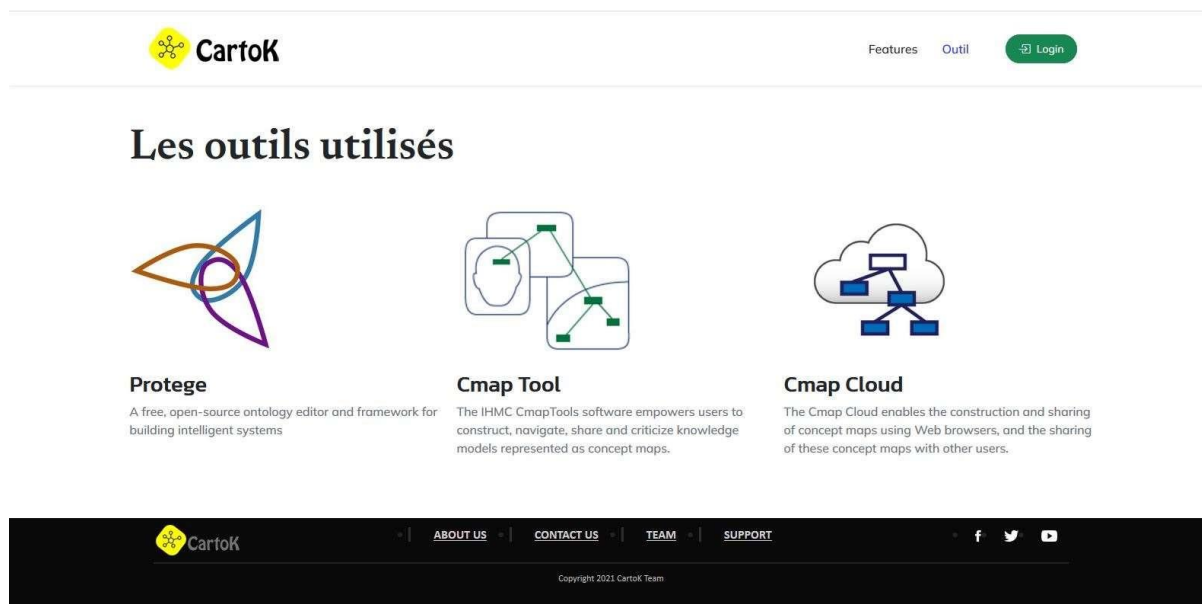 CartoK
Features Outil Login
Les outils utilisés
Protege
A free, open-source ontology editor and framework for
building intelligent systems
Cmap Tool
The IHMC CmapTools software empowers users to
construct, navigate, share and criticize knowledge
models represented as concept maps.
Cmap Cloud
The Cmap Cloud enables the construction and sharing
of concept maps using Web browsers, and the sharing
of these concept maps with other users.
CartoK
ABOUT US CONTACT US TEAM SUPPORT
Copyright 2021 CartoK Team